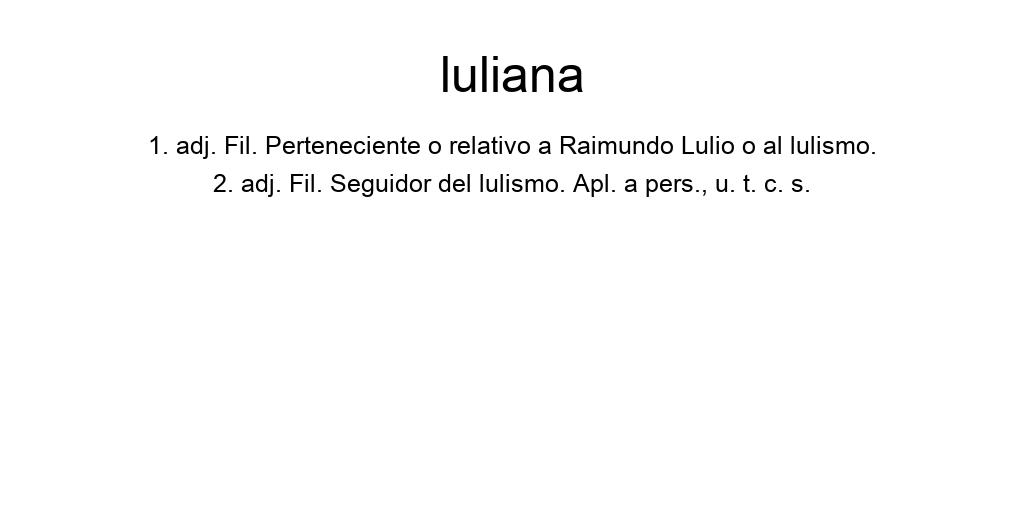 luliana
1. adj. Fil. Perteneciente o relativo a Raimundo Lulio o al lulismo.
2. adj. Fil. Seguidor del lulismo. Apl. a pers., u. t. c. s.